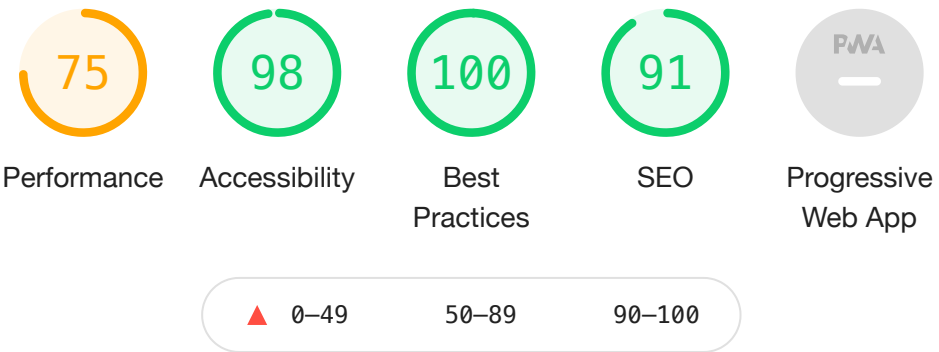 75
98
100
91
PWA
Performance
Accessibility
Best
Practices
SEO
Progressive
Web App
0–49
50–89
90–100